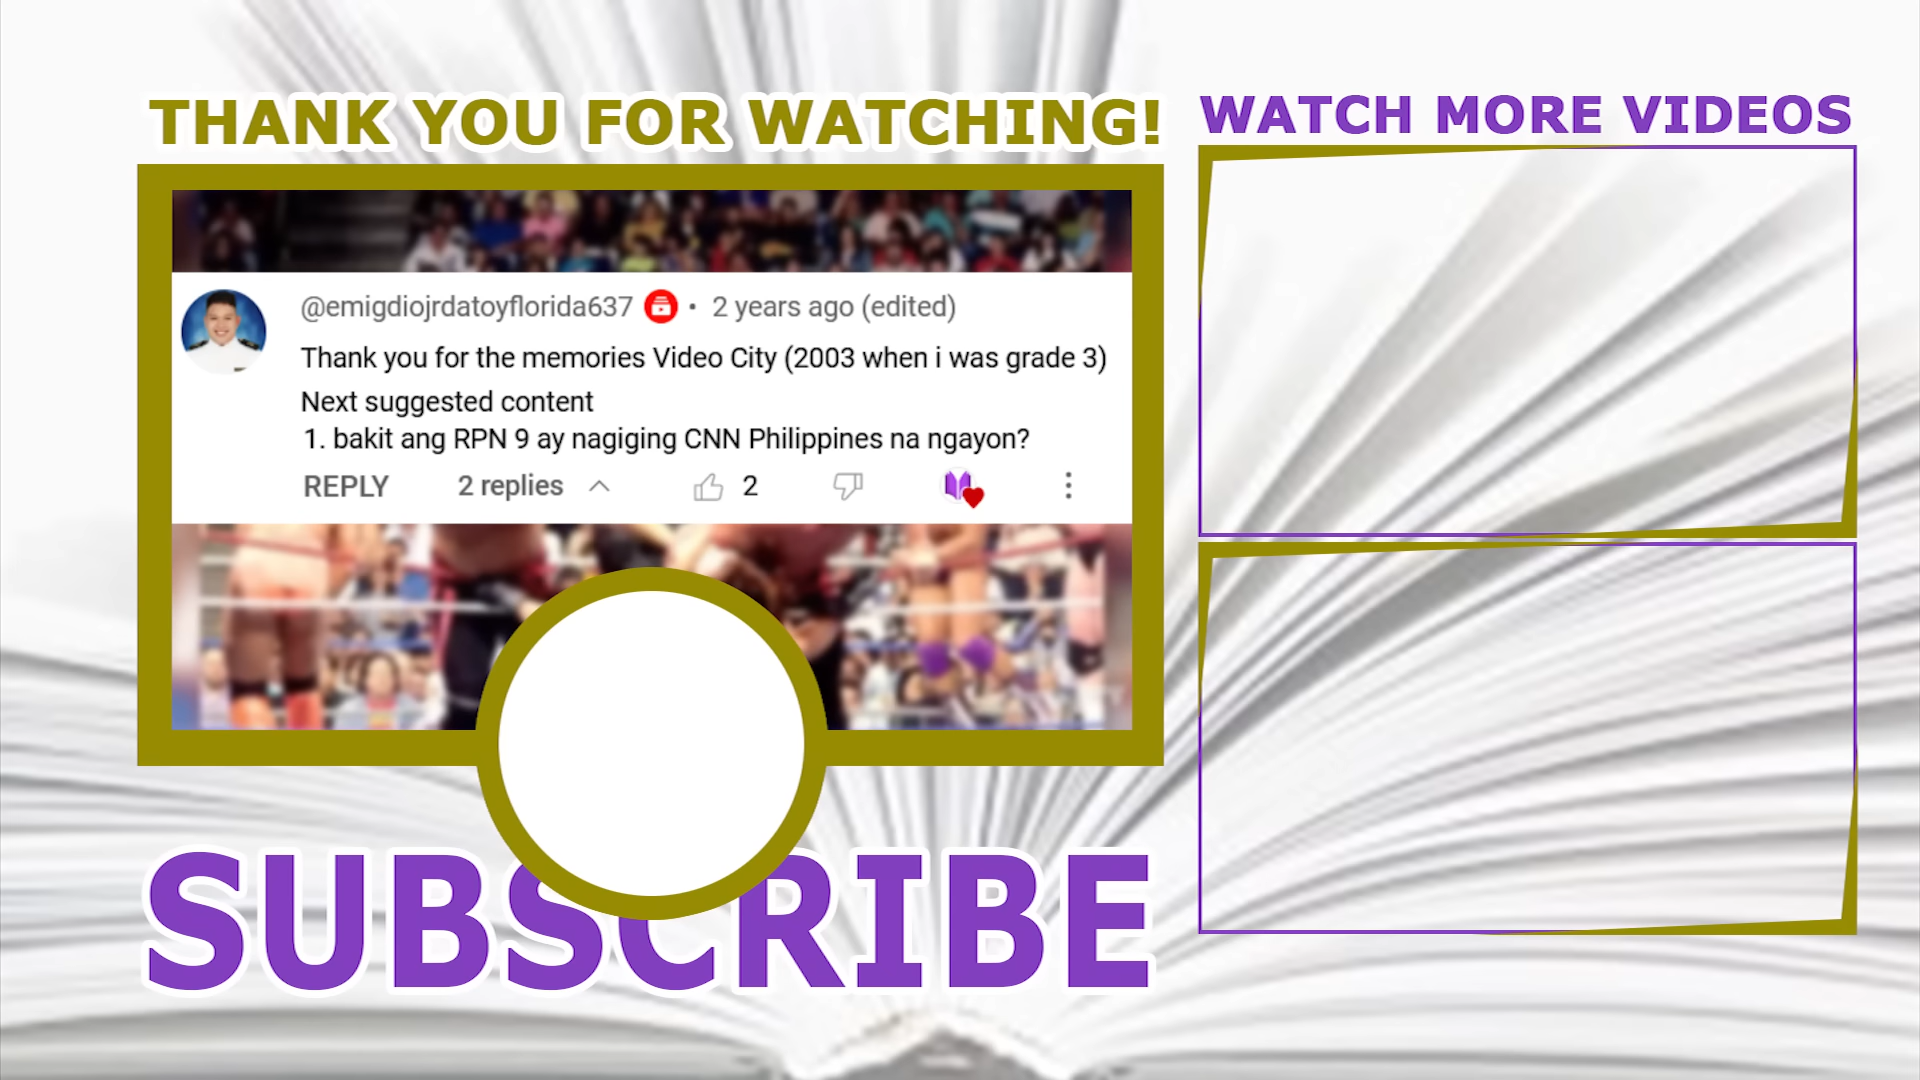 THANK YOU FOR WATCHING!
WATCH MORE VIDEOS
@emigdiojrdatoyflorida637 • 2 years ago (edited)
Thank you for the memories Video City (2003 when i was grade 3)
Next suggested content
1. bakit ang RPN 9 ay nagiging CNN Philippines na ngayon?
REPLY 2 replies 2
SUBSCRIBE